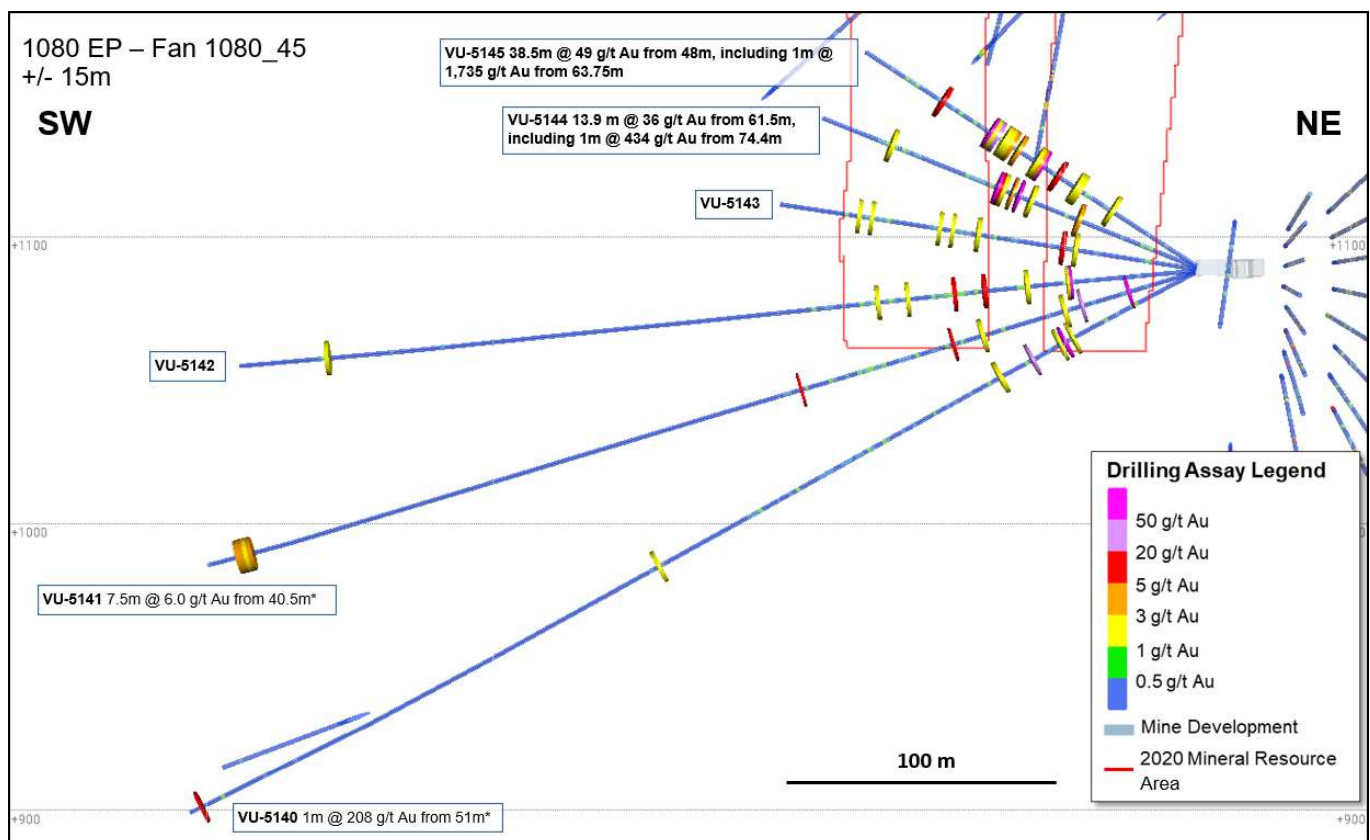 1080 EP – Fan 1080_45
+/- 15m
SW
NE
VU-5145 38.5m @ 49 g/t Au from 48m, including 1m @
1,735 g/t Au from 63.75m
VU-5144 13.9 m @ 36 g/t Au from 61.5m,
including 1m @ 434 g/t Au from 74.4m
VU-5143
+1100
+1100
VU-5142
+1000
VU-5141 7.5m @ 6.0 g/t Au from 40.5m*
Drilling Assay Legend
50 g/t Au
20 g/t Au
5 g/t Au
3 g/t Au
1 g/t Au
0.5 g/t Au
Mine Development
2020 Mineral Resource
Area
100 m
+900
+900
VU-5140 1m @ 208 g/t Au from 51m*